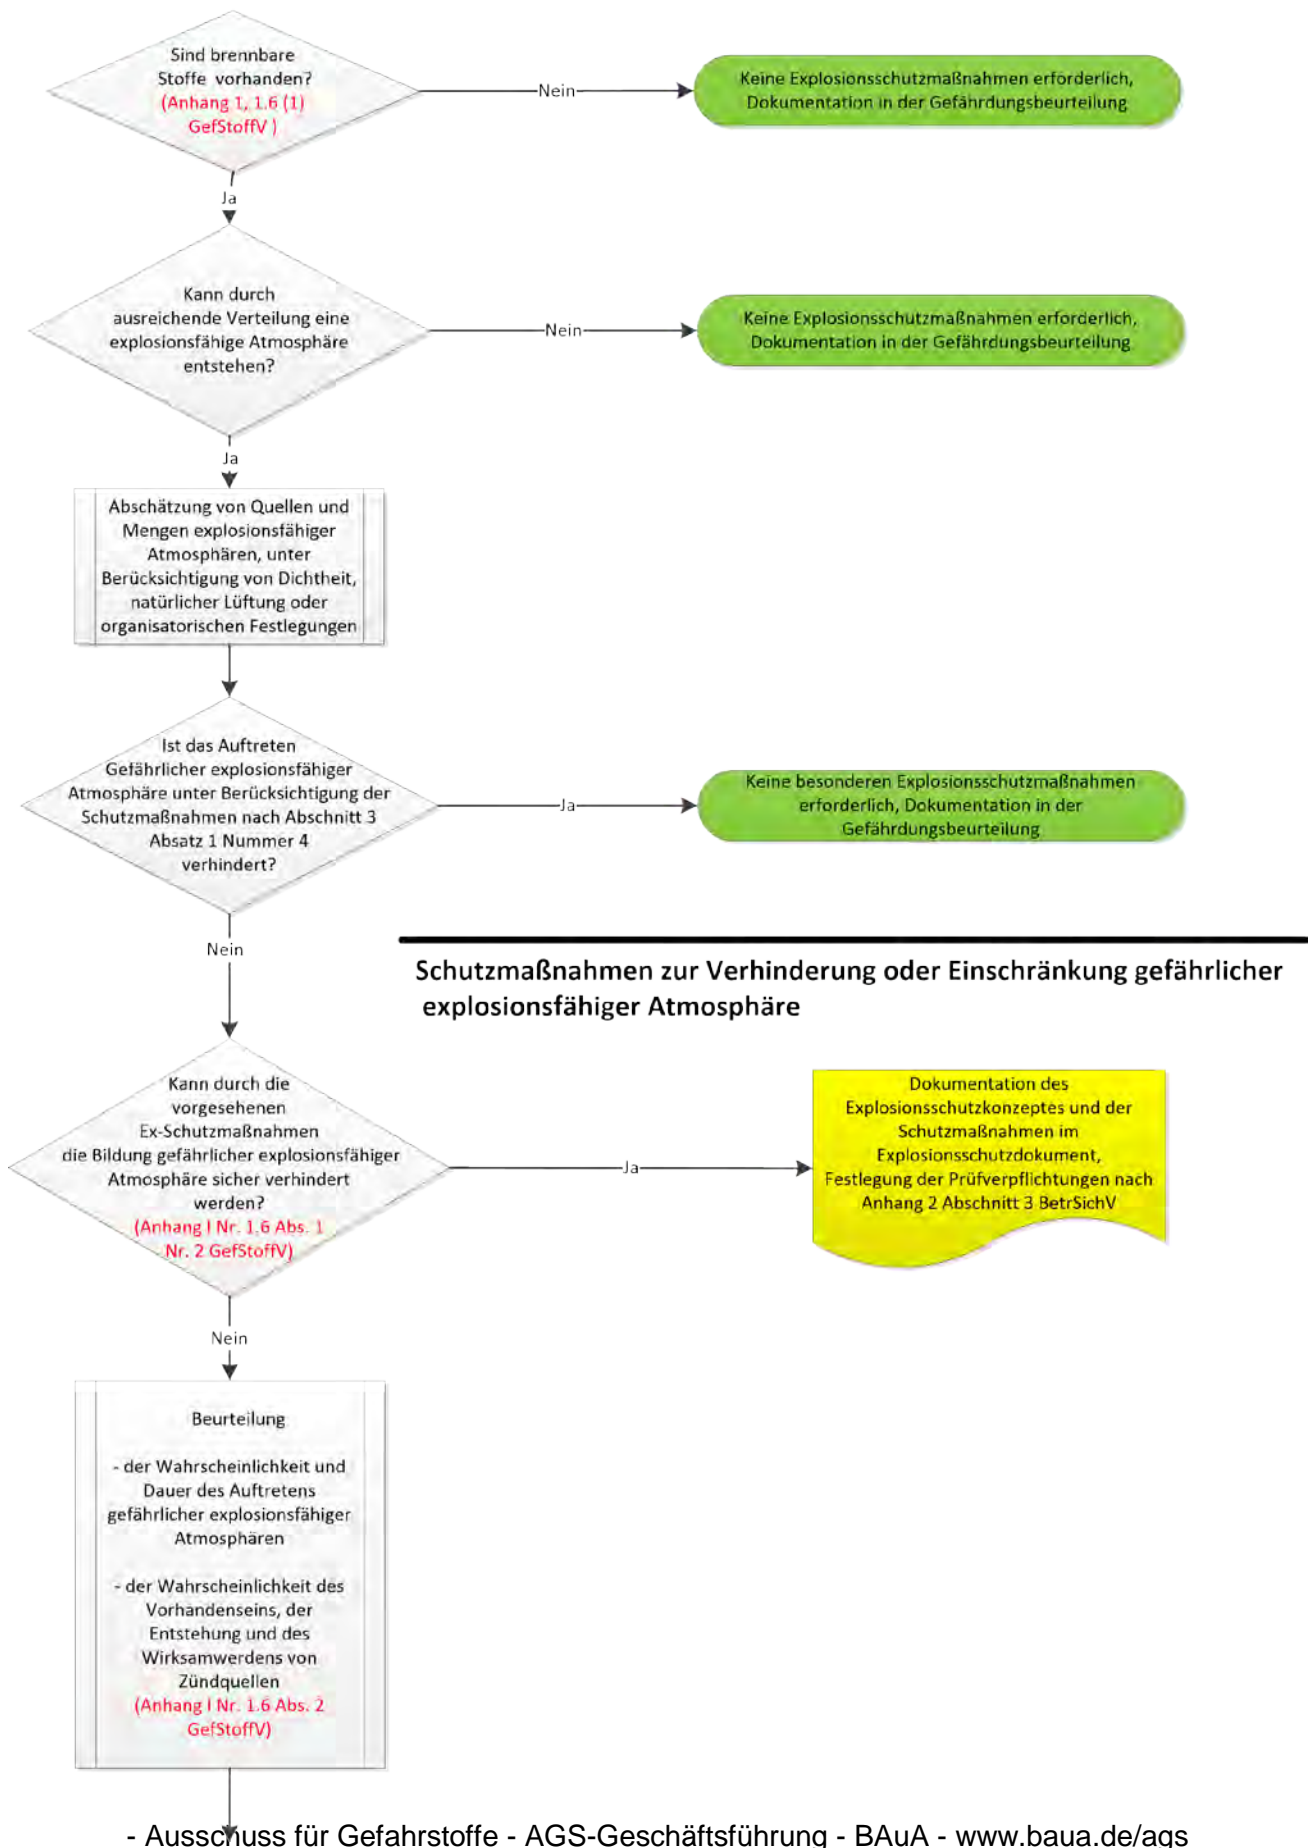 Sind brennbare
Stoffe vorhanden?
(Anhang 1, 1.6 (1)
GefStoffV )
Nein
Keine Explosionsschutzmaßnahmen erforderlich,
Dokumentation in der Gefährdungsbeurteilung
Ja
Kann durch
ausreichende Verteilung eine
explosionsfähige Atmosphäre
entstehen?
Nein
Keine Explosionsschutzmaßnahmen erforderlich,
Dokumentation in der Gefährdungsbeurteilung
Ja
Abschätzung von Quellen und
Mengen explosionsfähiger
Atmosphären, unter
Berücksichtigung von Dichtheit,
natürlicher Lüftung oder
organisatorischen Festlegungen
Ist das Auftreten
Gefährlicher explosionsfähiger
Atmosphäre unter Berücksichtigung der
Schutzmaßnahmen nach Abschnitt 3
Absatz 1 Nummer 4
verhindert?
Ja
Keine besonderen Explosionsschutzmaßnahmen
erforderlich, Dokumentation in der
Gefährdungsbeurteilung
Nein
Schutzmaßnahmen zur Verhinderung oder Einschränkung gefährlicher
explosionsfähiger Atmosphäre
Kann durch die
vorgesehenen
Ex-Schutzmaßnahmen
die Bildung gefährlicher explosionsfähiger
Atmosphäre sicher verhindert
werden?
(Anhang I Nr. 1.6 Abs. 1
Nr. 2 GefStoffV)
Ja
Dokumentation des
Explosionsschutzkonzeptes und der
Schutzmaßnahmen im
Explosionsschutzdokument,
Festlegung der Prüfverpflichtungen nach
Anhang 2 Abschnitt 3 BetrSichV
Nein
Beurteilung
- der Wahrscheinlichkeit und
Dauer des Auftretens
gefährlicher explosionsfähiger
Atmosphären
- der Wahrscheinlichkeit des
Vorhandenseins, der
Entstehung und des
Wirksamwerdens von
Zündquellen
(Anhang I Nr. 1.6 Abs. 2
GefStoffV)
- Ausschuss für Gefahrstoffe - AGS-Geschäftsführung - BAuA - www.baua.de/ags